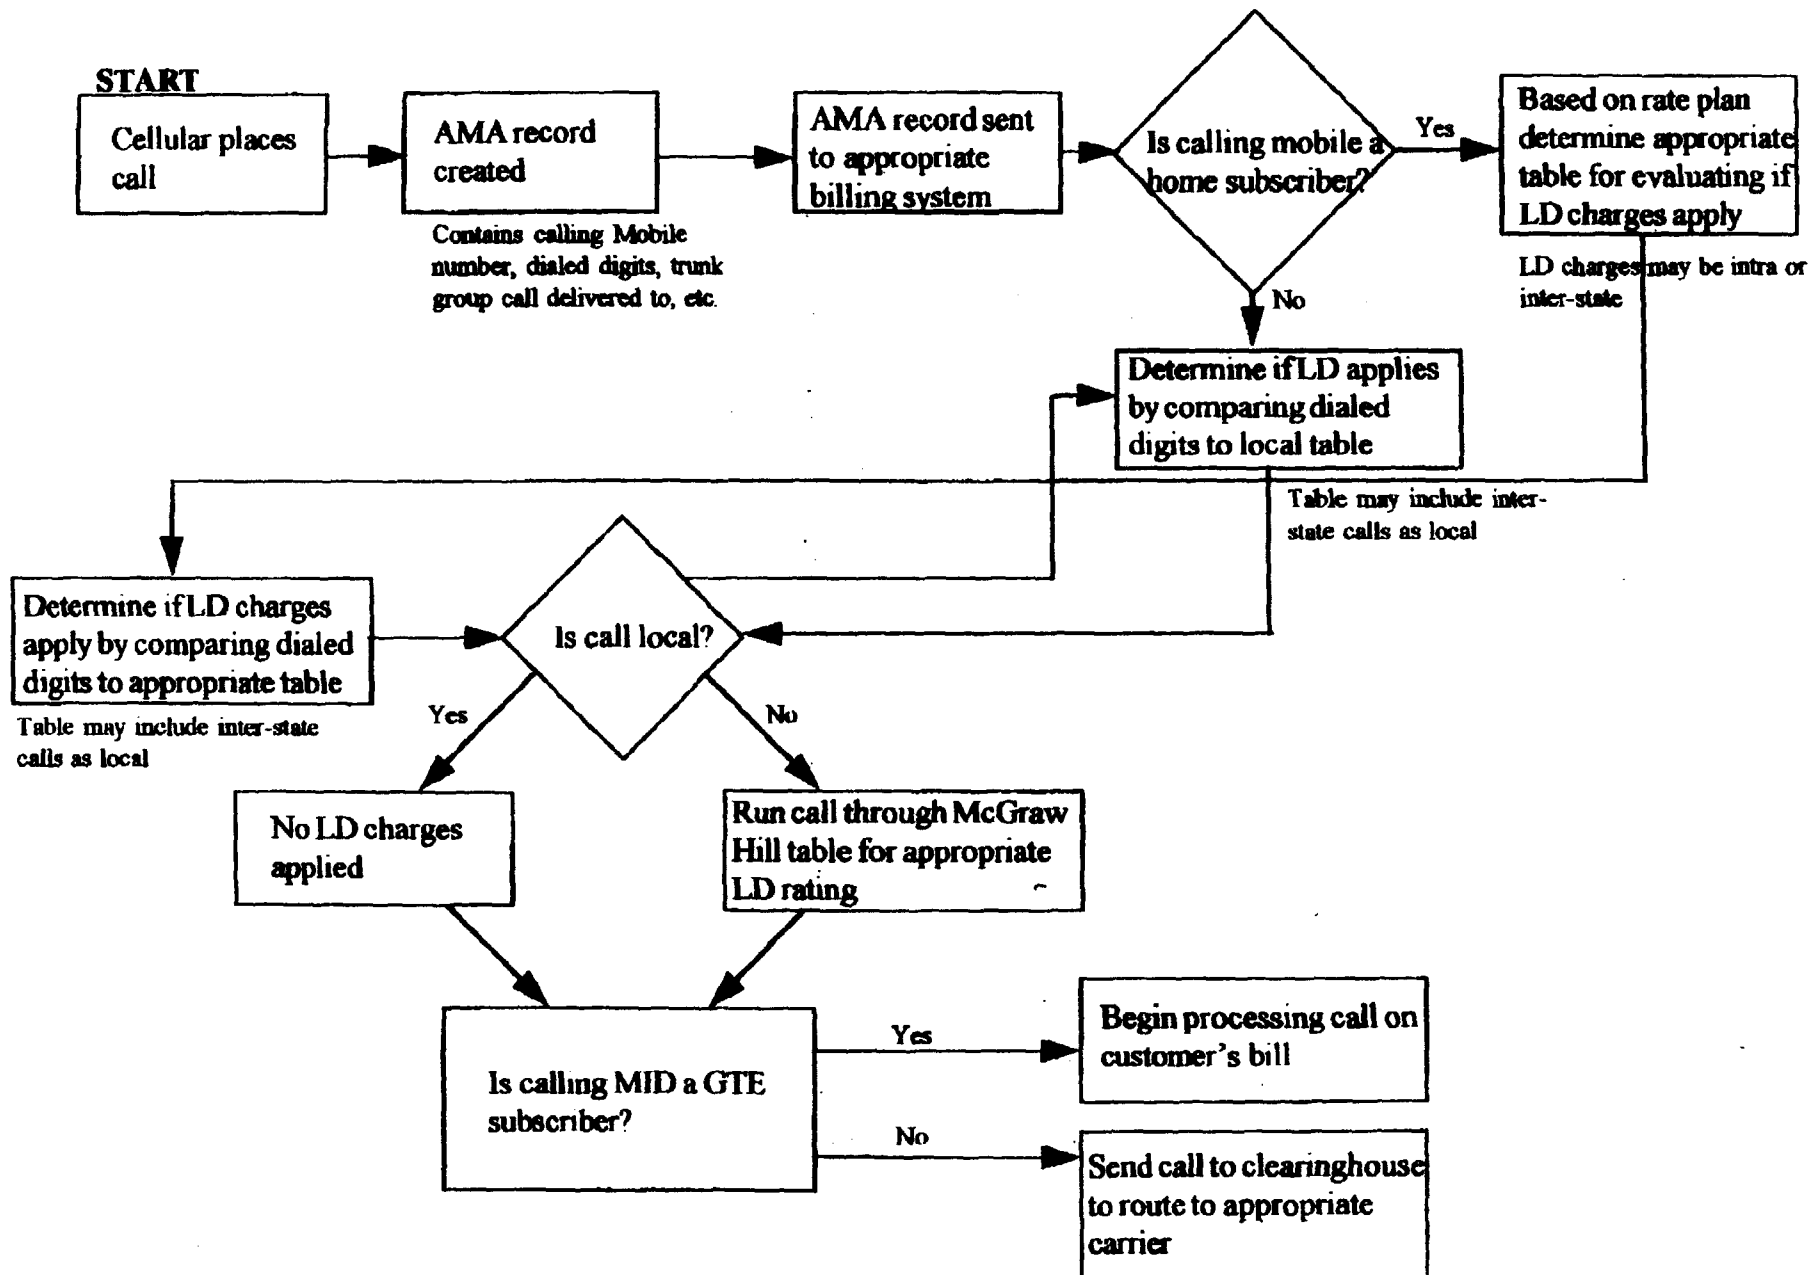 START
Cellular places
call
AMA record
created
Contains calling Mobile
number, dialed digits, trunk
group call delivered to, etc.
AMA record sent
to appropriate
billing system
Is calling mobile a
home subscriber?
Yes
No
Based on rate plan
determine appropriate
table for evaluating if
LD charges apply
LD charges may be intra or
inter-state
Determine if LD applies
by comparing dialed
digits to local table
Table may include inter-
state calls as local
Determine if LD charges
apply by comparing dialed
digits to appropriate table
Table may include inter-state
calls as local
Is call local?
Yes
No
No LD charges
applied
Run call through McGraw
Hill table for appropriate
LD rating
Is calling MID a GTE
subscriber?
Yes
No
Begin processing call on
customer's bill
Send call to clearinghouse
to route to appropriate
carrier